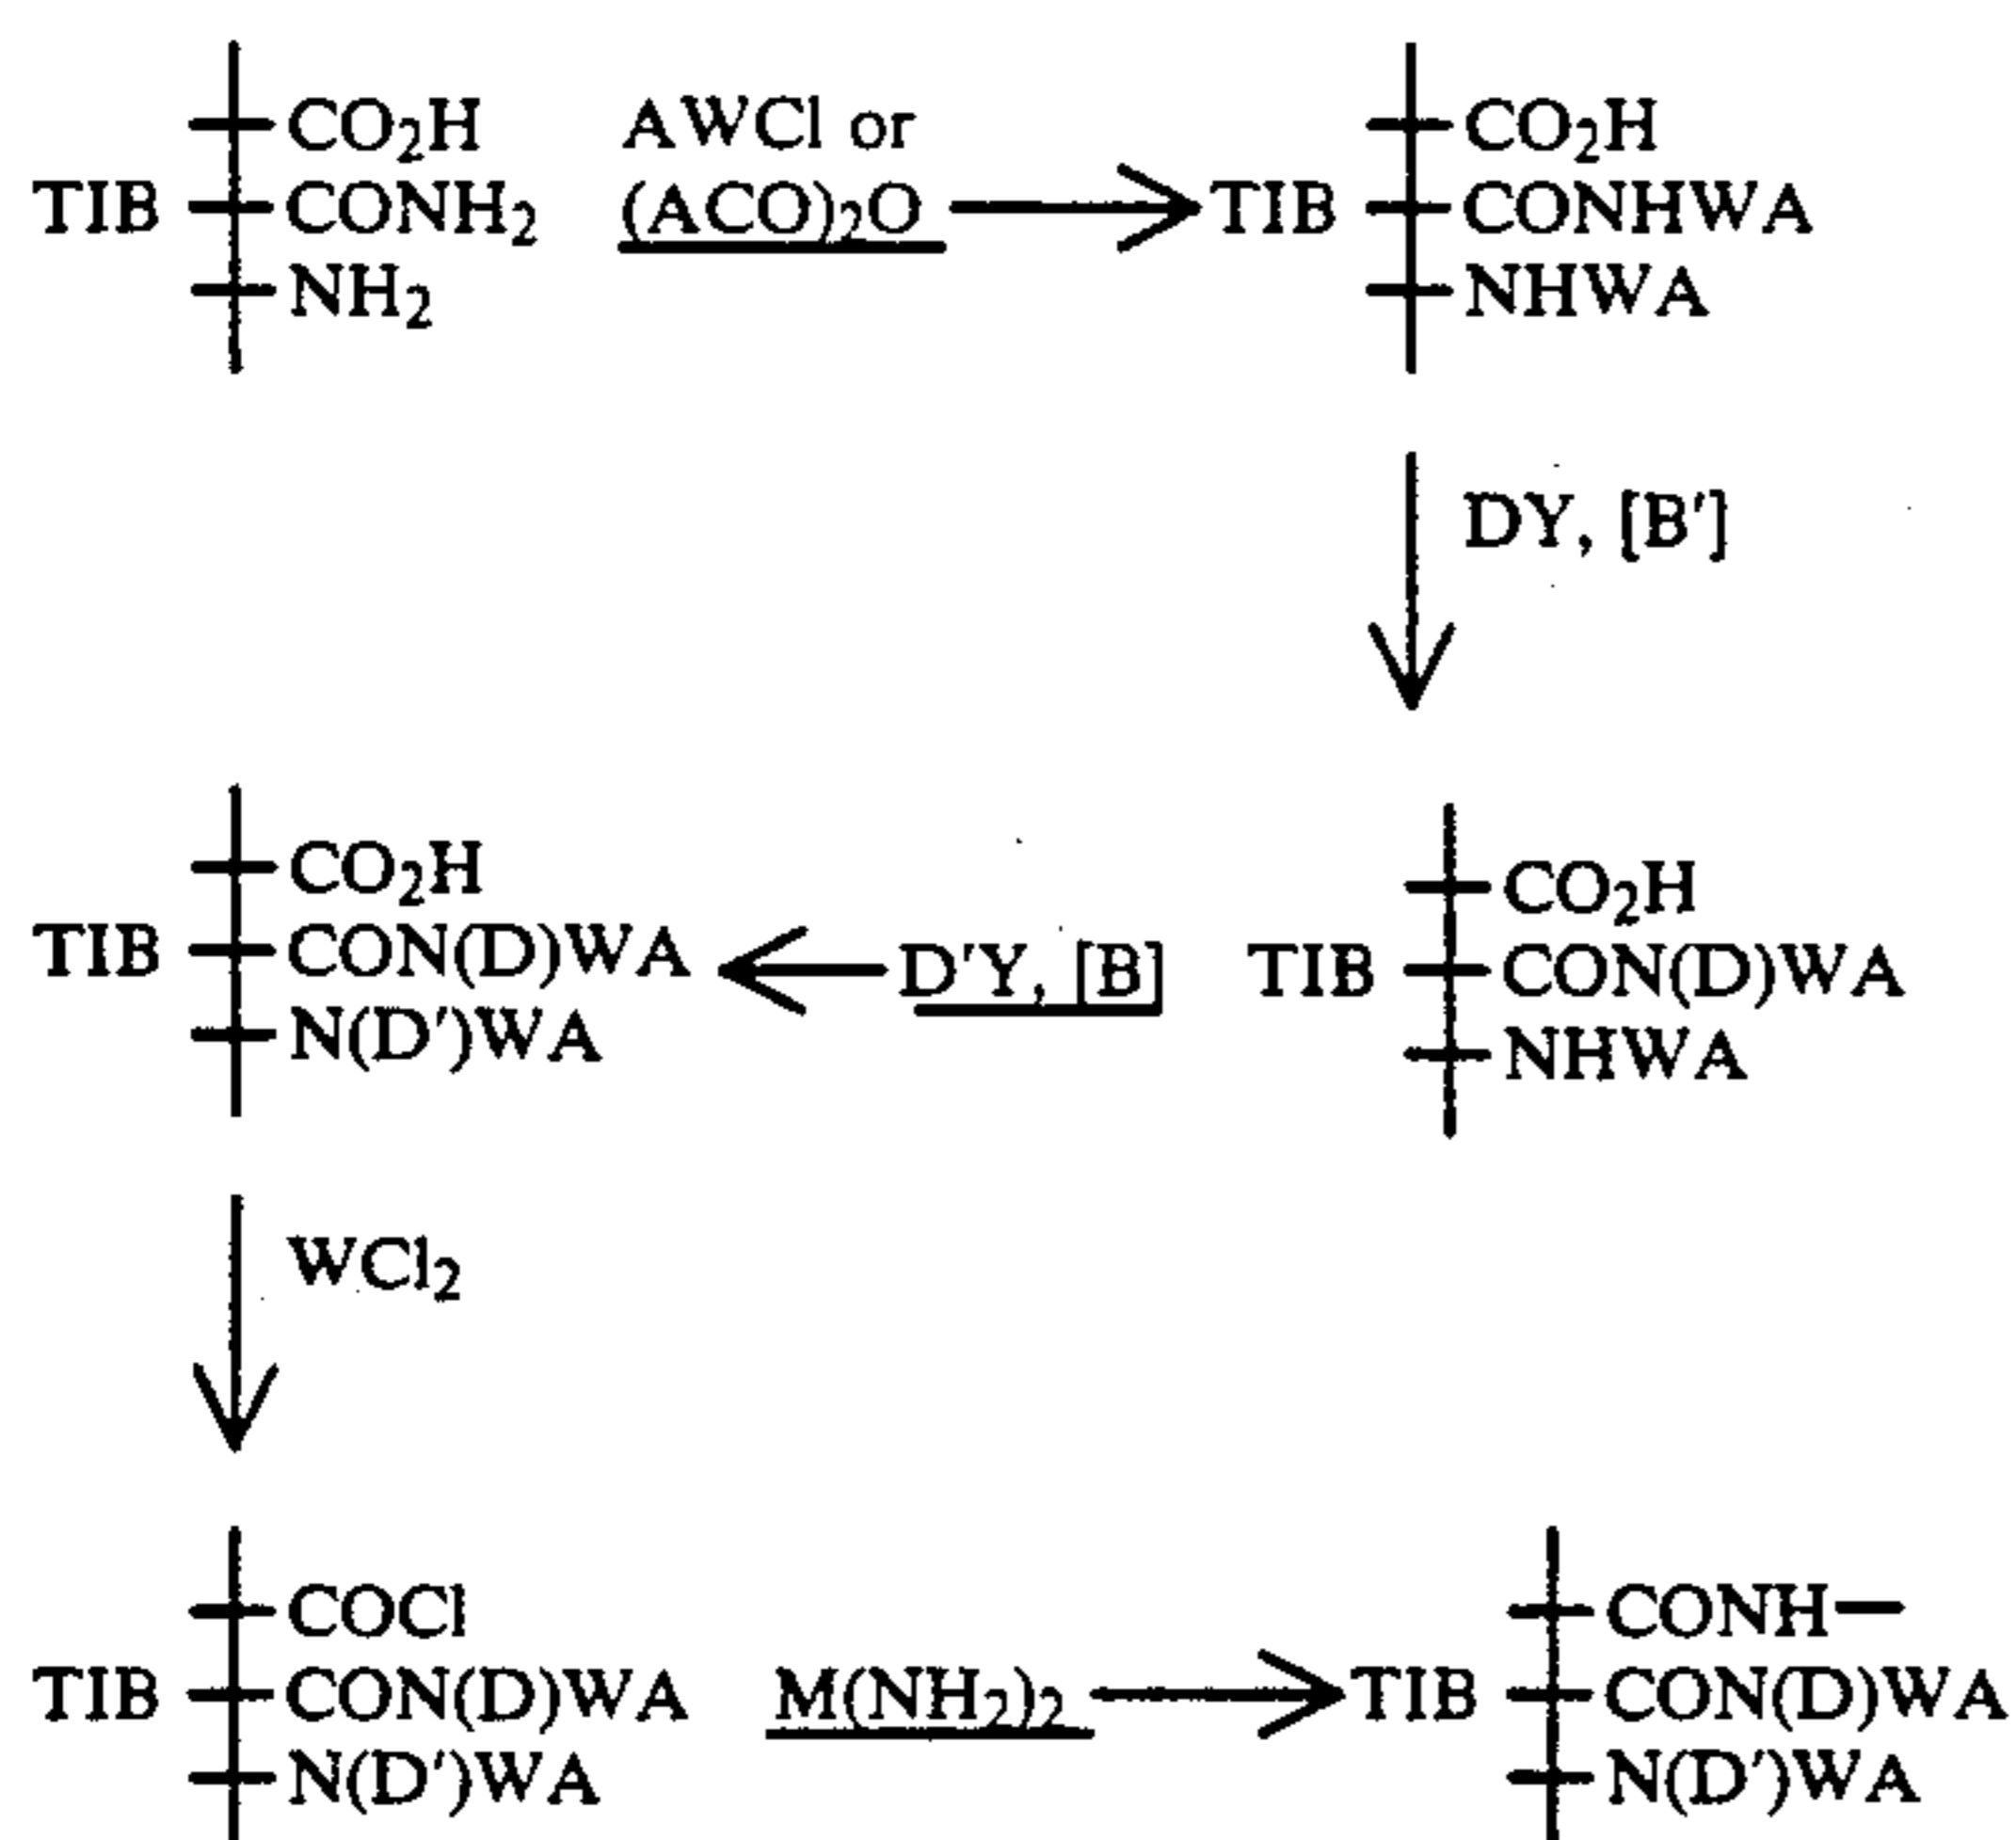 CO₂H
TIB CONH₂
NH₂
AWCl or
(ACO)₂O
CO₂H
TIB CONHWA
NHWA
DY, [B′]
CO₂H
TIB CON(D)WA
NHWA
D′Y, [B]
CO₂H
TIB CON(D)WA
N(D′)WA
WCl₂
COCl
TIB CON(D)WA
N(D′)WA
M(NH₂)₂
CONH—
TIB CON(D)WA
N(D′)WA